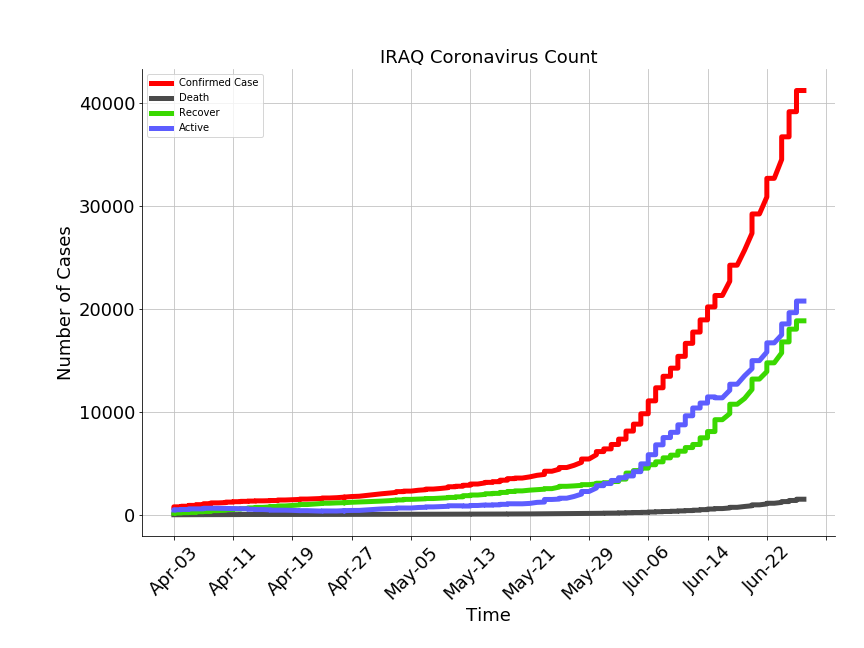 IRAQ Coronavirus Count
Confirmed Case
Death
Recover
Active
40000
30000
20000
10000
0
Number of Cases
Apr-03
Apr-11
Apr-19
Apr-27
May-05
May-13
May-21
May-29
Jun-06
Jun-14
Jun-22
Time